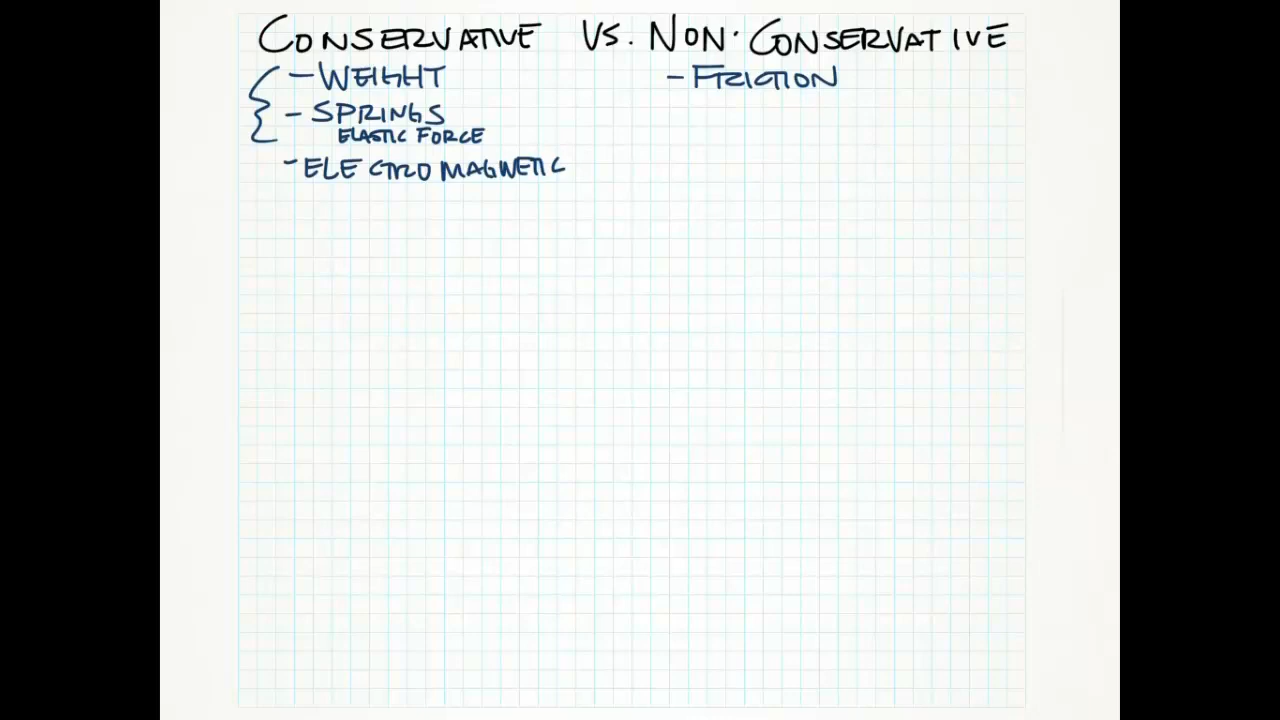 CONSERVATIVE VS. NON-CONSERVATIVE
- WEIGHT - FRICTION
- SPRINGS
ELASTIC FORCE
- ELECTROMAGNETIC